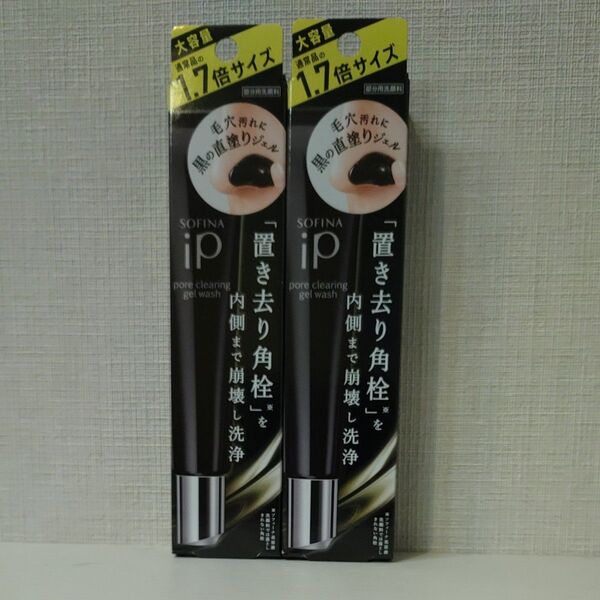 大容量
通常品の
1.7倍サイズ
部分用洗顔料
毛穴汚れに
黒の直塗りジェル
SOFINA
iP
pore clearing
gel wash
「置き去り角栓」※を
内側まで崩壊し洗浄
大容量
通常品の
1.7倍サイズ
部分用洗顔料
毛穴汚れに
黒の直塗りジェル
SOFINA
iP
pore clearing
gel wash
「置き去り角栓」※を
内側まで崩壊し洗浄